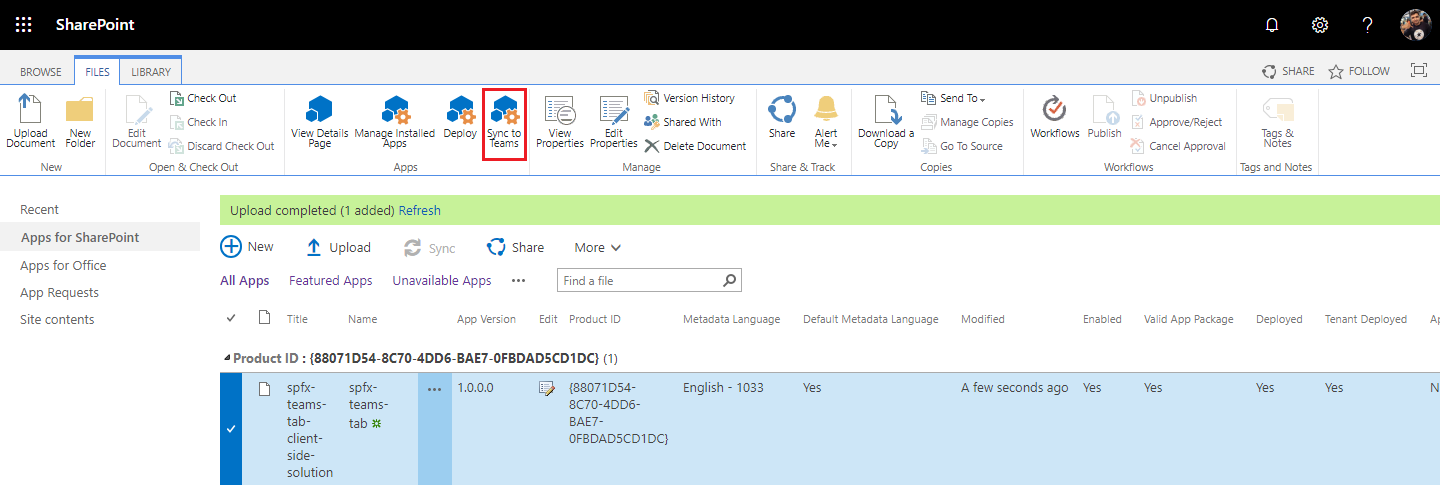 SharePoint
BROWSE FILES LIBRARY SHARE FOLLOW
Upload Document
New Folder
New
Edit Document
Check Out
Check In
Discard Check Out
Open & Check Out
View Details Page
Manage Installed Apps
Deploy
Sync to Teams
Apps
View Properties
Edit Properties
Version History
Shared With
Delete Document
Manage
Share
Alert Me
Share & Track
Download a Copy
Send To
Manage Copies
Go To Source
Copies
Workflows
Publish
Unpublish
Approve/Reject
Cancel Approval
Workflows
Tags & Notes
Tags and Notes
Recent
Apps for SharePoint
Apps for Office
App Requests
Site contents
Upload completed (1 added) Refresh
New Upload Sync Share More
All Apps Featured Apps Unavailable Apps ... Find a file
Title Name App Version Edit Product ID Metadata Language Default Metadata Language Modified Enabled Valid App Package Deployed Tenant Deployed Ap
Product ID : {88071D54-8C70-4DD6-BAE7-0FBDAD5CD1DC} (1)
spfx-teams-tab-client-side-solution
spfx-teams-tab
...
1.0.0.0
{88071D54-8C70-4DD6-BAE7-0FBDAD5CD1DC}
English - 1033
Yes
A few seconds ago
Yes
Yes
Yes
Yes
N